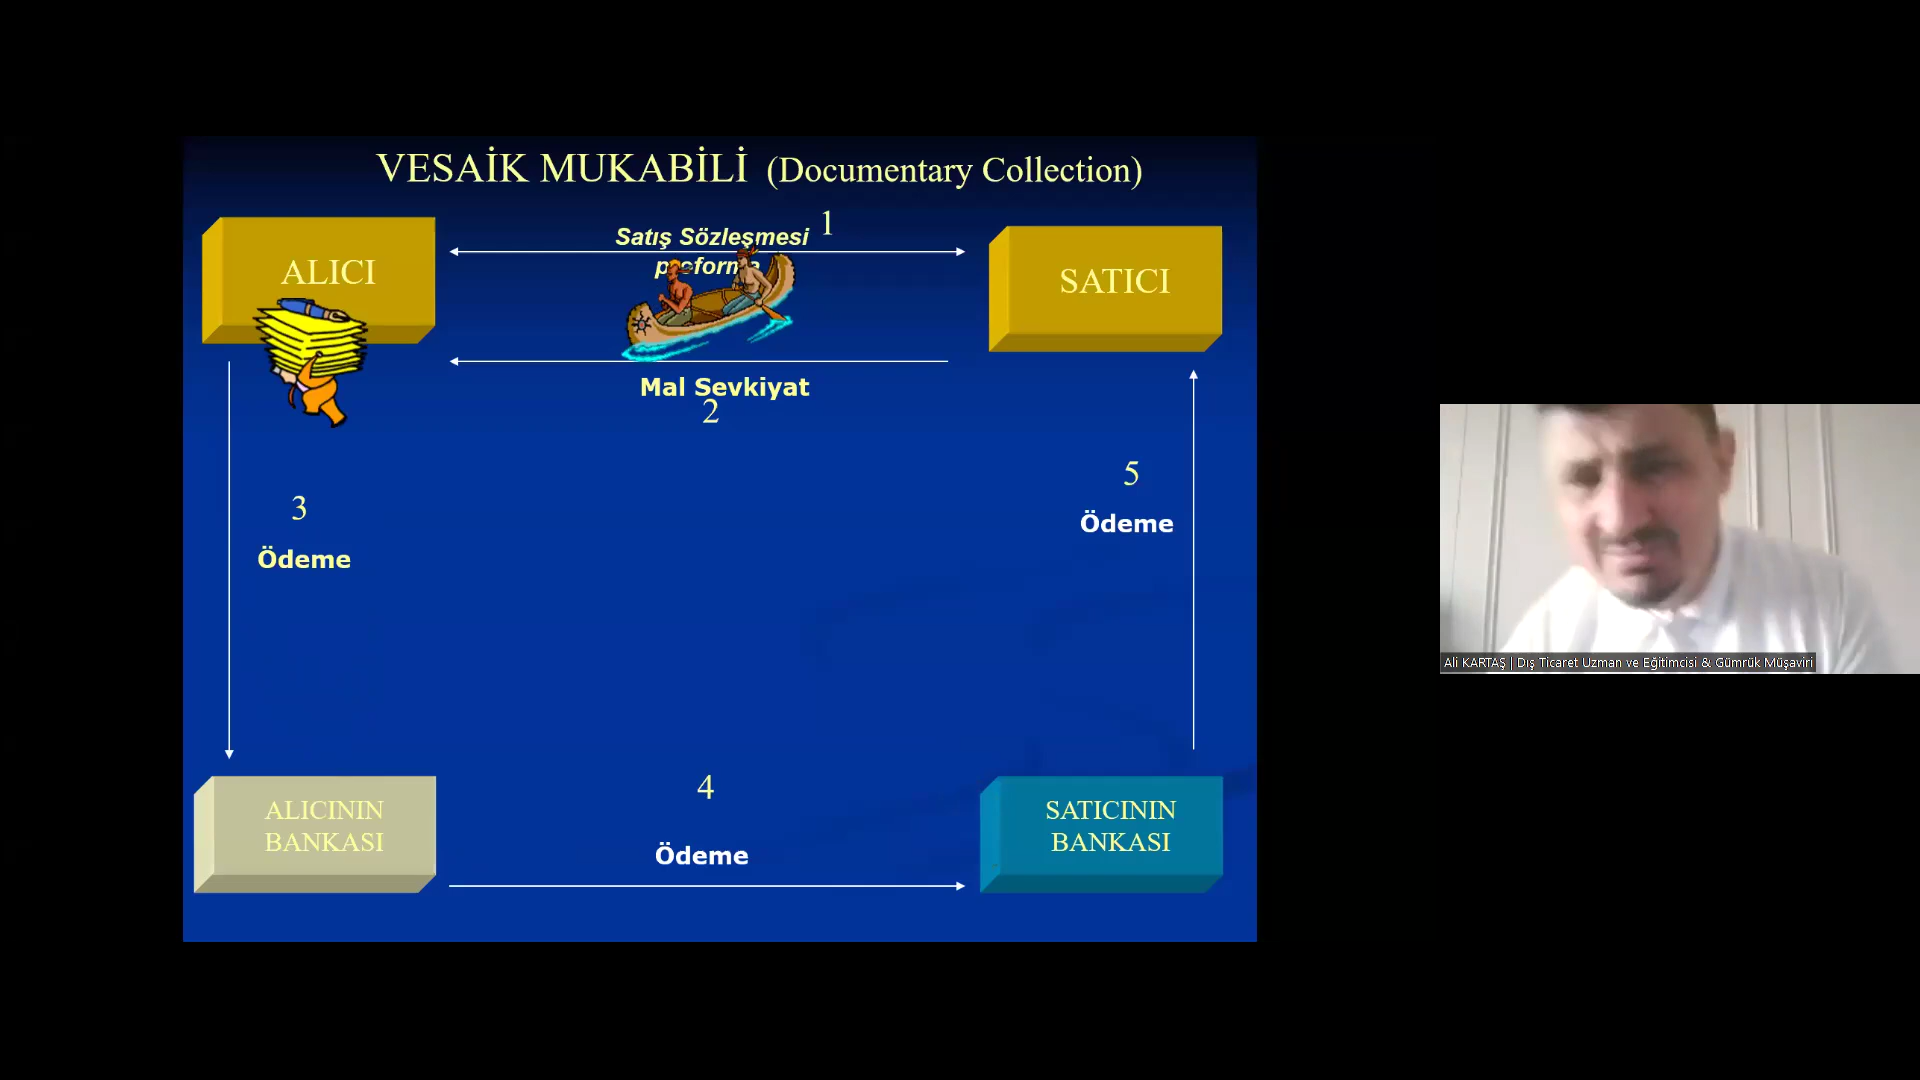 VESAİK MUKABİLİ (Documentary Collection)
ALICI
Satış Sözleşmesi
1
SATICI
Mal Sevkiyat
2
3
Ödeme
5
Ödeme
ALICININ
BANKASI
4
Ödeme
SATICININ
BANKASI
Ali KARTAŞ | Dış Ticaret Uzman ve Eğitimcisi & Gümrük Müşaviri